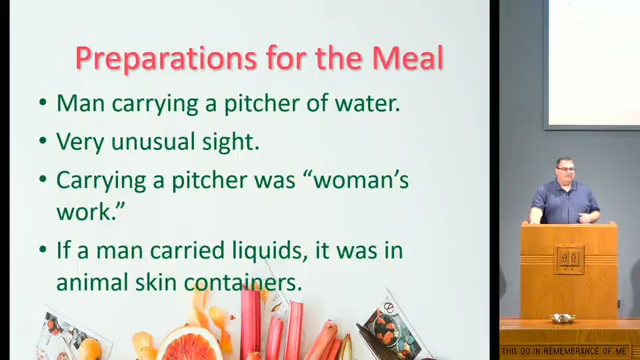 Preparations for the Meal
• Man carrying a pitcher of water.
• Very unusual sight.
• Carrying a pitcher was “woman’s
work.”
• If a man carried liquids, it was in
animal skin containers.
THIS DO IN REMEMBRANCE OF ME